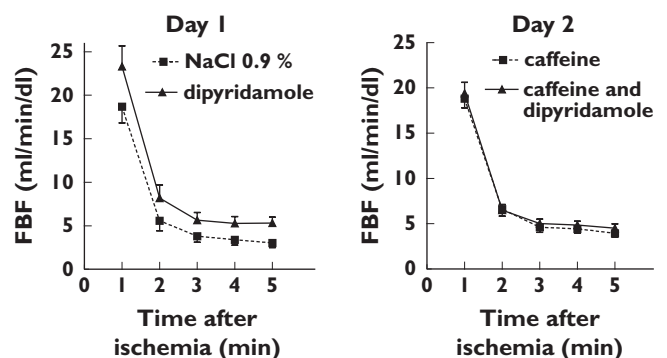 Day 1
25
20
15
10
5
0
FBF (ml/min/dl)
NaCl 0.9 %
dipyridamole
0 1 2 3 4 5
Time after
ischemia (min)
Day 2
25
20
15
10
5
0
FBF (ml/min/dl)
caffeine
caffeine and
dipyridamole
0 1 2 3 4 5
Time after
ischemia (min)